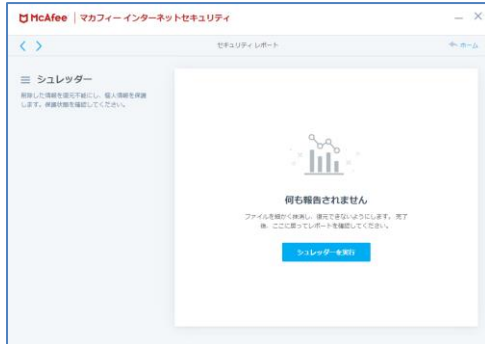 McAfee | マカフィー インターネットセキュリティ
セキュリティ レポート
ホーム
シュレッダー
削除した情報を復元不能にし、個人情報を保護
します。保護状態を確認してください。
何も報告されません
ファイルを細かく抹消し、復元できないようにします。完了
後、ここに戻ってレポートを確認してください。
シュレッダーを実行